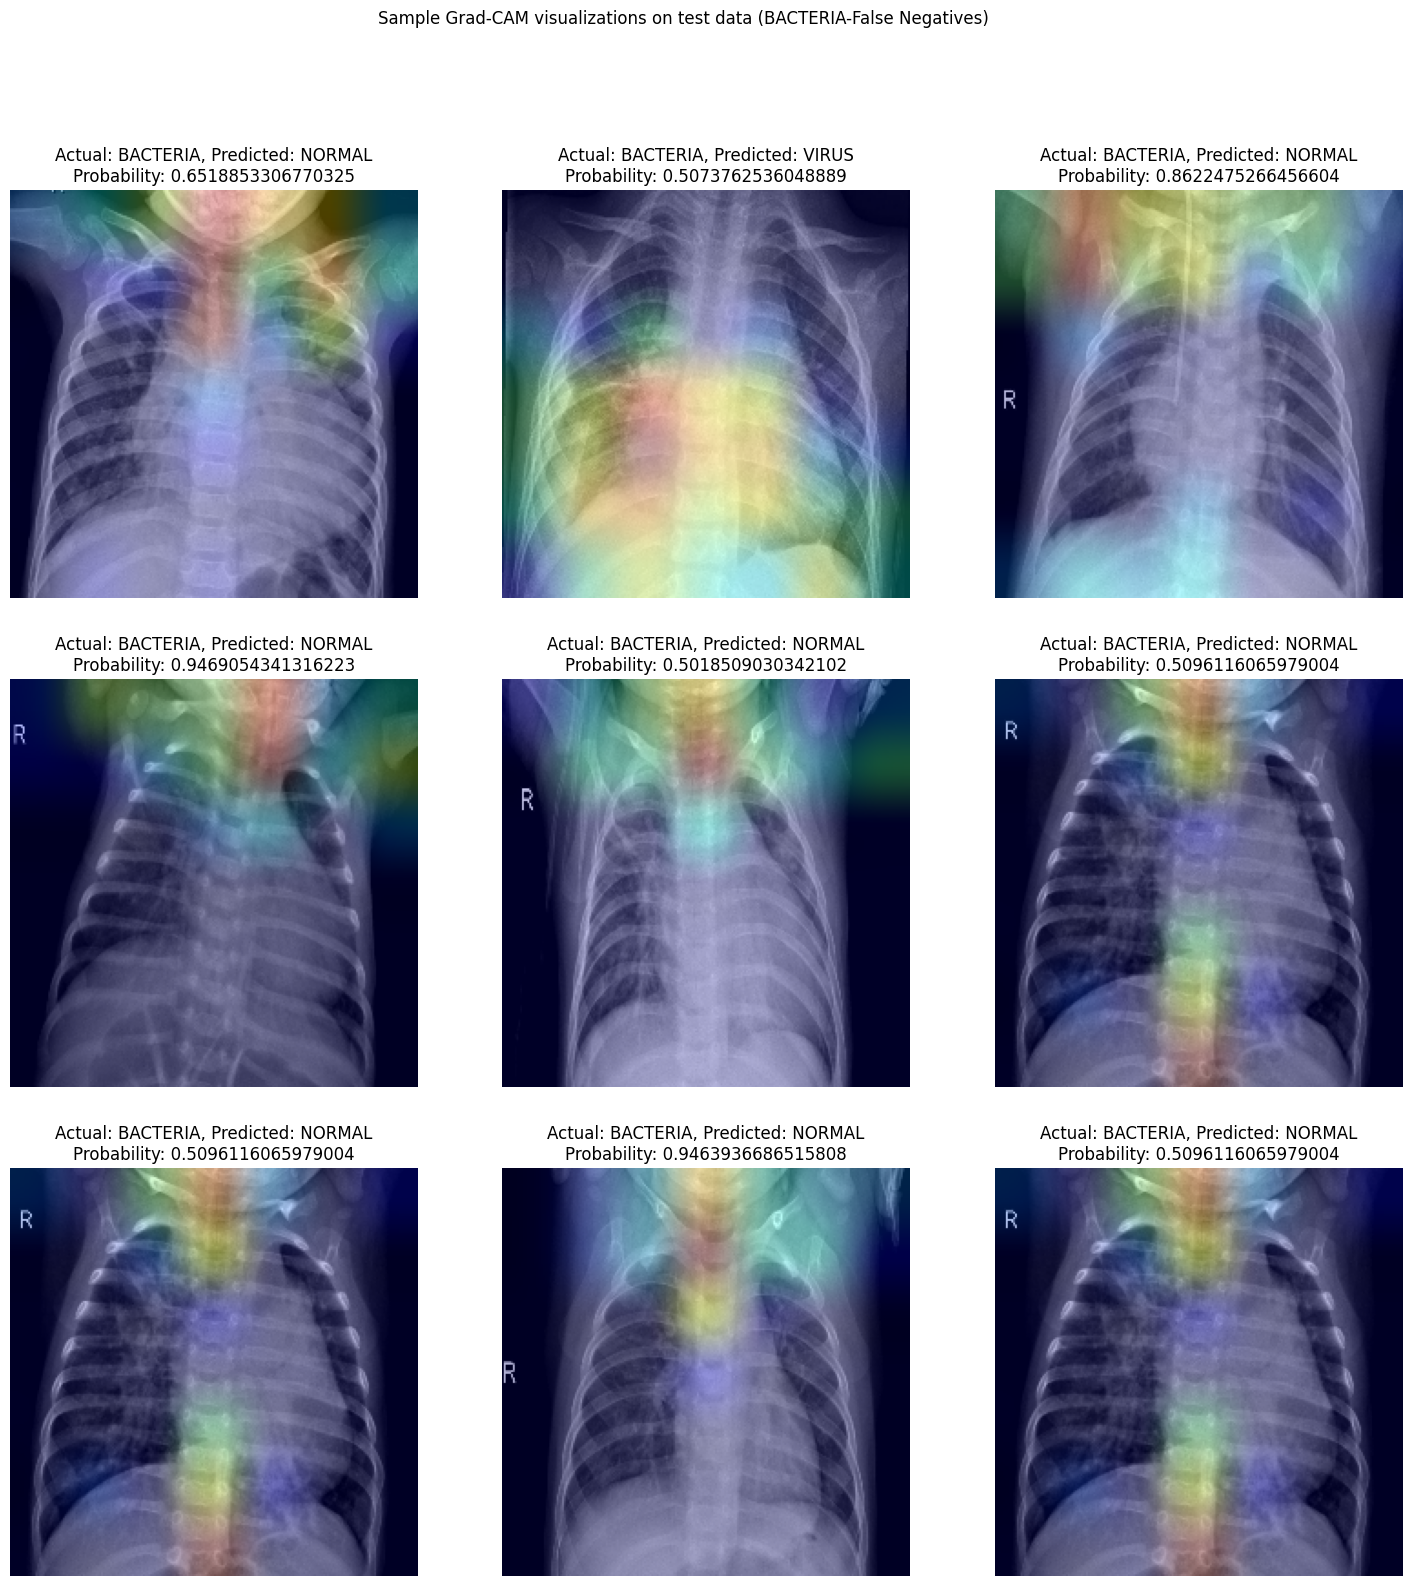 Sample Grad-CAM visualizations on test data (BACTERIA-False Negatives)
Actual: BACTERIA, Predicted: NORMAL
Probability: 0.6518853306770325
Actual: BACTERIA, Predicted: VIRUS
Probability: 0.5073762536048889
Actual: BACTERIA, Predicted: NORMAL
Probability: 0.8622475266456604
R
Actual: BACTERIA, Predicted: NORMAL
Probability: 0.9469054341316223
R
Actual: BACTERIA, Predicted: NORMAL
Probability: 0.5018509030342102
R
Actual: BACTERIA, Predicted: NORMAL
Probability: 0.5096116065979004
R
Actual: BACTERIA, Predicted: NORMAL
Probability: 0.5096116065979004
R
Actual: BACTERIA, Predicted: NORMAL
Probability: 0.9463936686515808
R
Actual: BACTERIA, Predicted: NORMAL
Probability: 0.5096116065979004
R